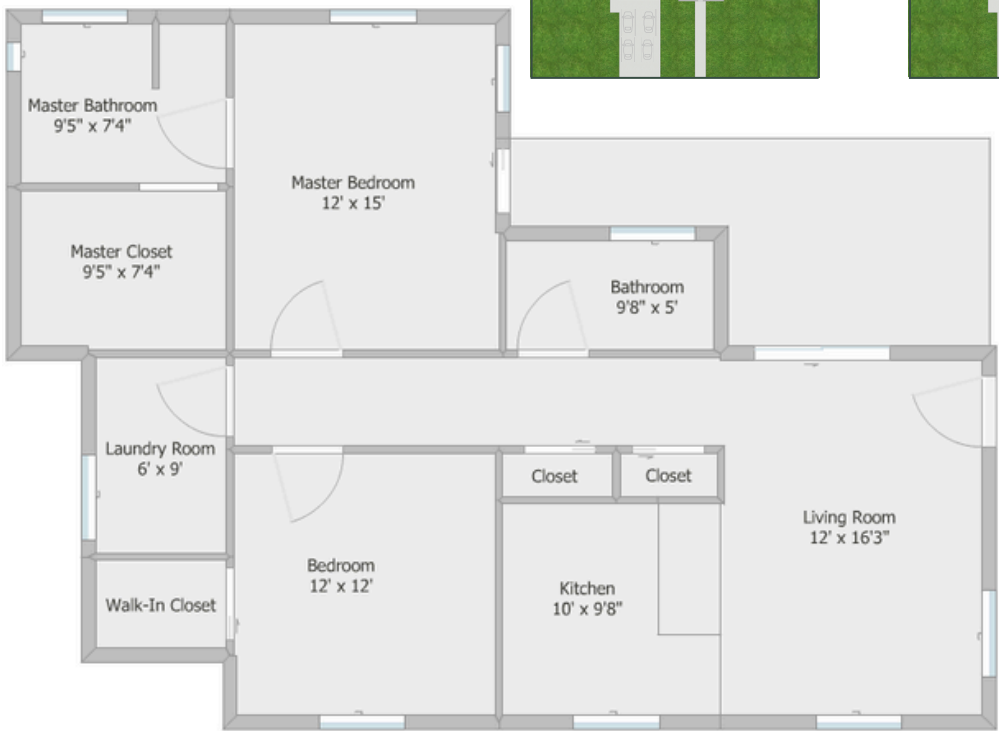 Master Bathroom
9'5" x 7'4"
Master Bedroom
12' x 15'
Master Closet
9'5" x 7'4"
Bathroom
9'8" x 5'
Laundry Room
6' x 9'
Closet
Closet
Living Room
12' x 16'3"
Bedroom
12' x 12'
Kitchen
10' x 9'8"
Walk-In Closet